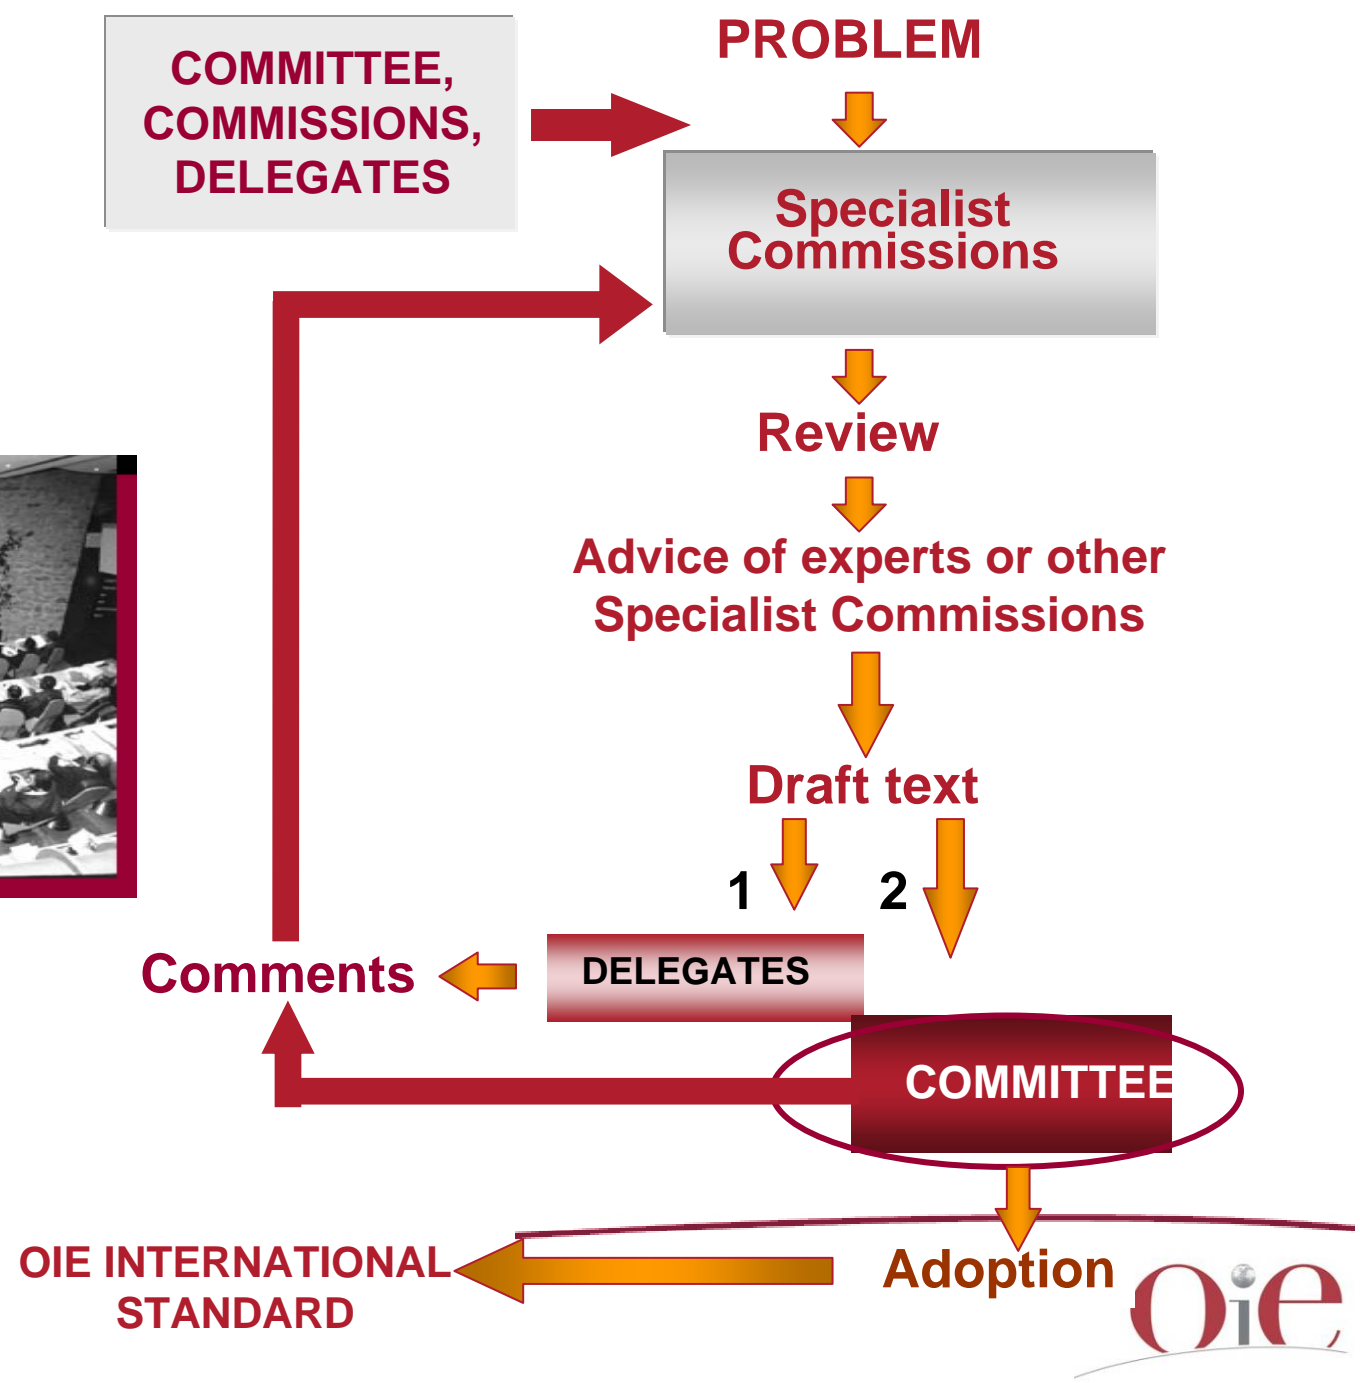 PROBLEM
COMMITTEE,
COMMISSIONS,
DELEGATES
Specialist
Commissions
Review
Advice of experts or other
Specialist Commissions
Draft text
1
2
Comments
DELEGATES
COMMITTEE
OIE INTERNATIONAL
STANDARD
Adoption
Oie